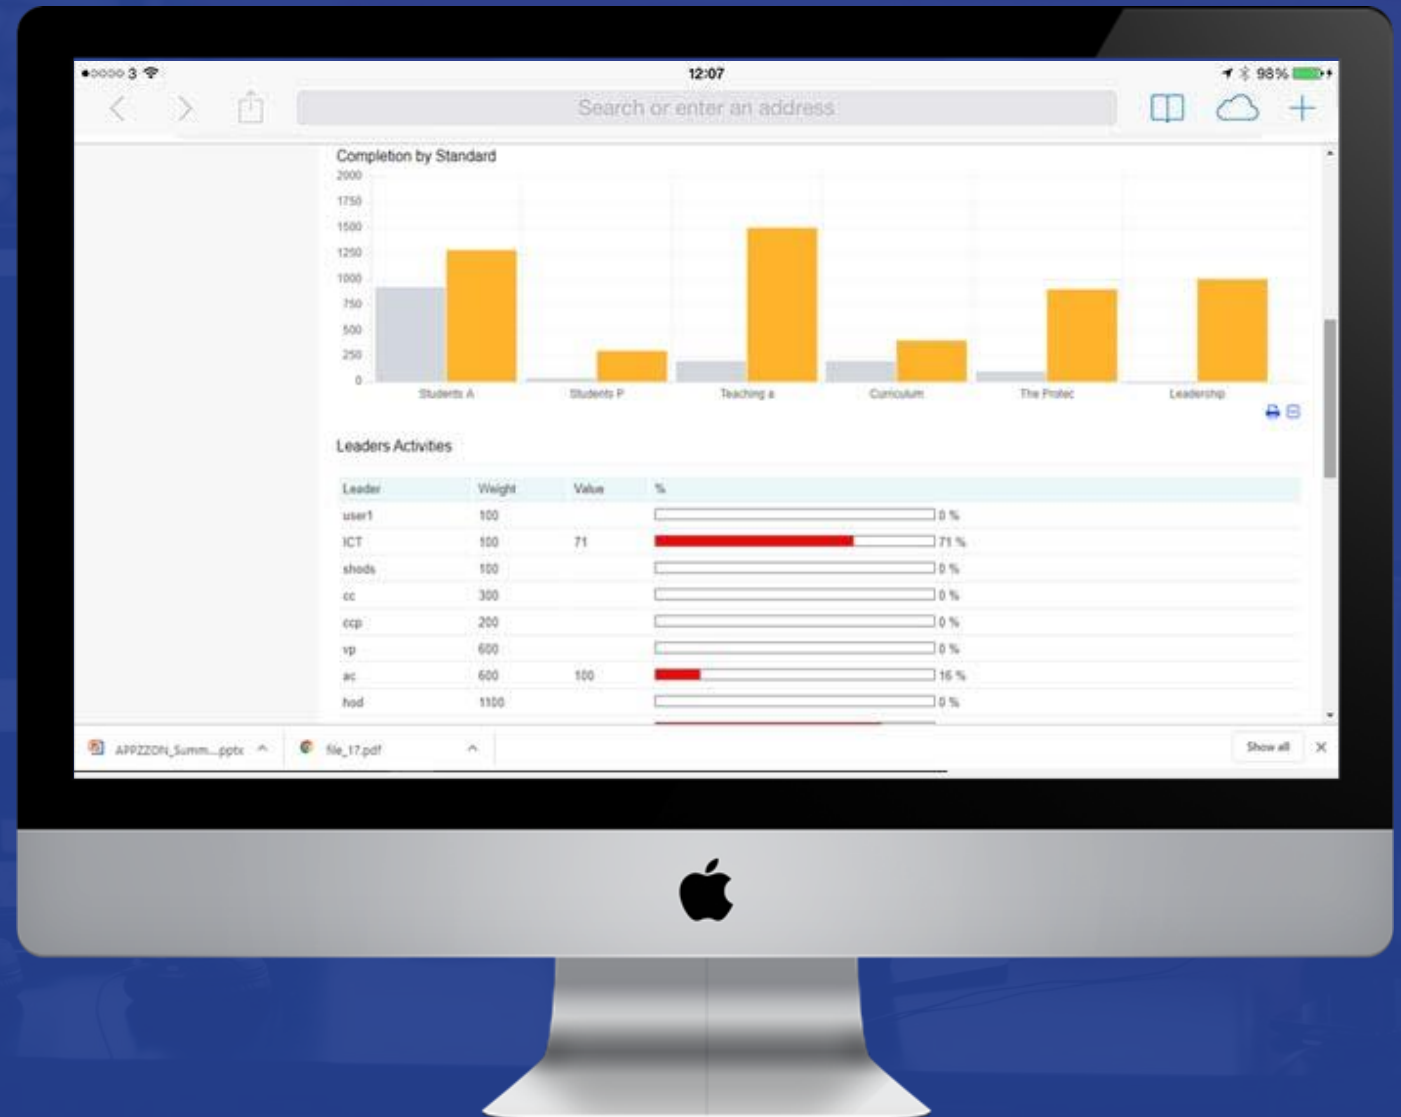 3 12:07 98%
Search or enter an address
Completion by Standard
2000
1750
1500
1250
1000
750
500
250
0
Students A Students P Teaching a Curriculum The Protec Leadership
Leaders Activities
Leader Weight Value %
user1 100 0 %
ICT 100 71 71 %
shods 100 0 %
cc 300 0 %
ccp 200 0 %
vp 600 0 %
ac 600 100 16 %
hod 1100 0 %
APPZZON_Summ....pptx file_17.pdf Show all